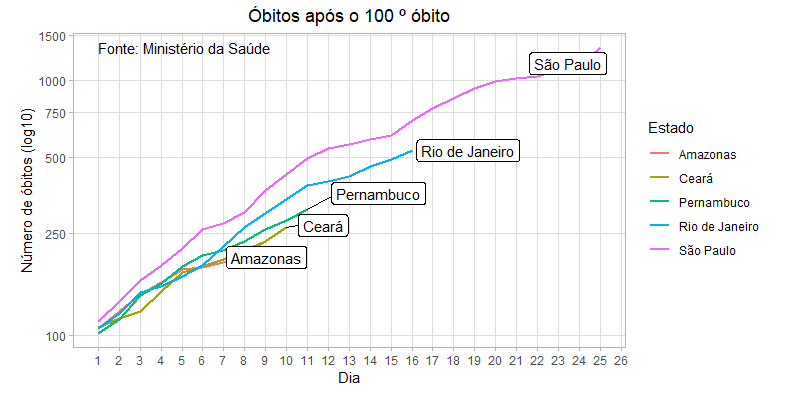 Óbitos após o 100 º óbito
Fonte: Ministério da Saúde
Número de óbitos (log10)
1500
1000
750
500
250
100
São Paulo
Rio de Janeiro
Pernambuco
Ceará
Amazonas
1 2 3 4 5 6 7 8 9 10 11 12 13 14 15 16 17 18 19 20 21 22 23 24 25 26
Dia
Estado
Amazonas
Ceará
Pernambuco
Rio de Janeiro
São Paulo